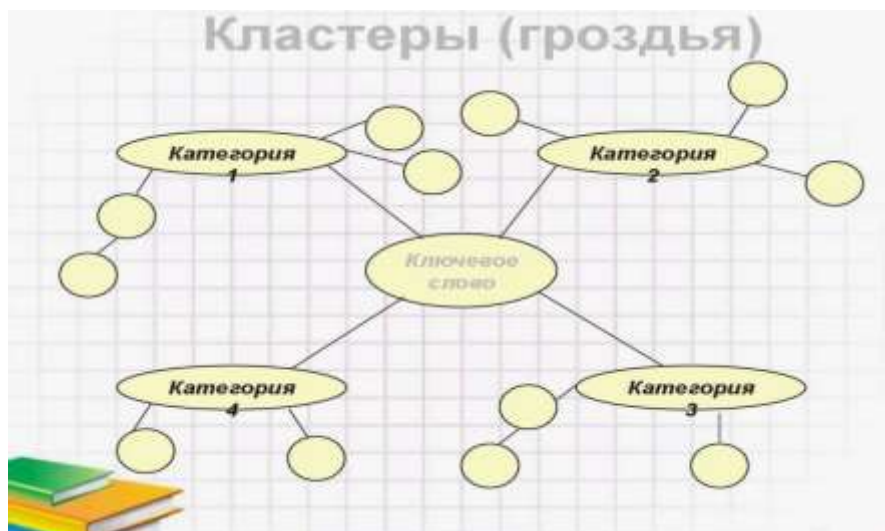 Кластеры (гроздья)
Категория
1
Категория
2
Ключевое
слово
Категория
4
Категория
3